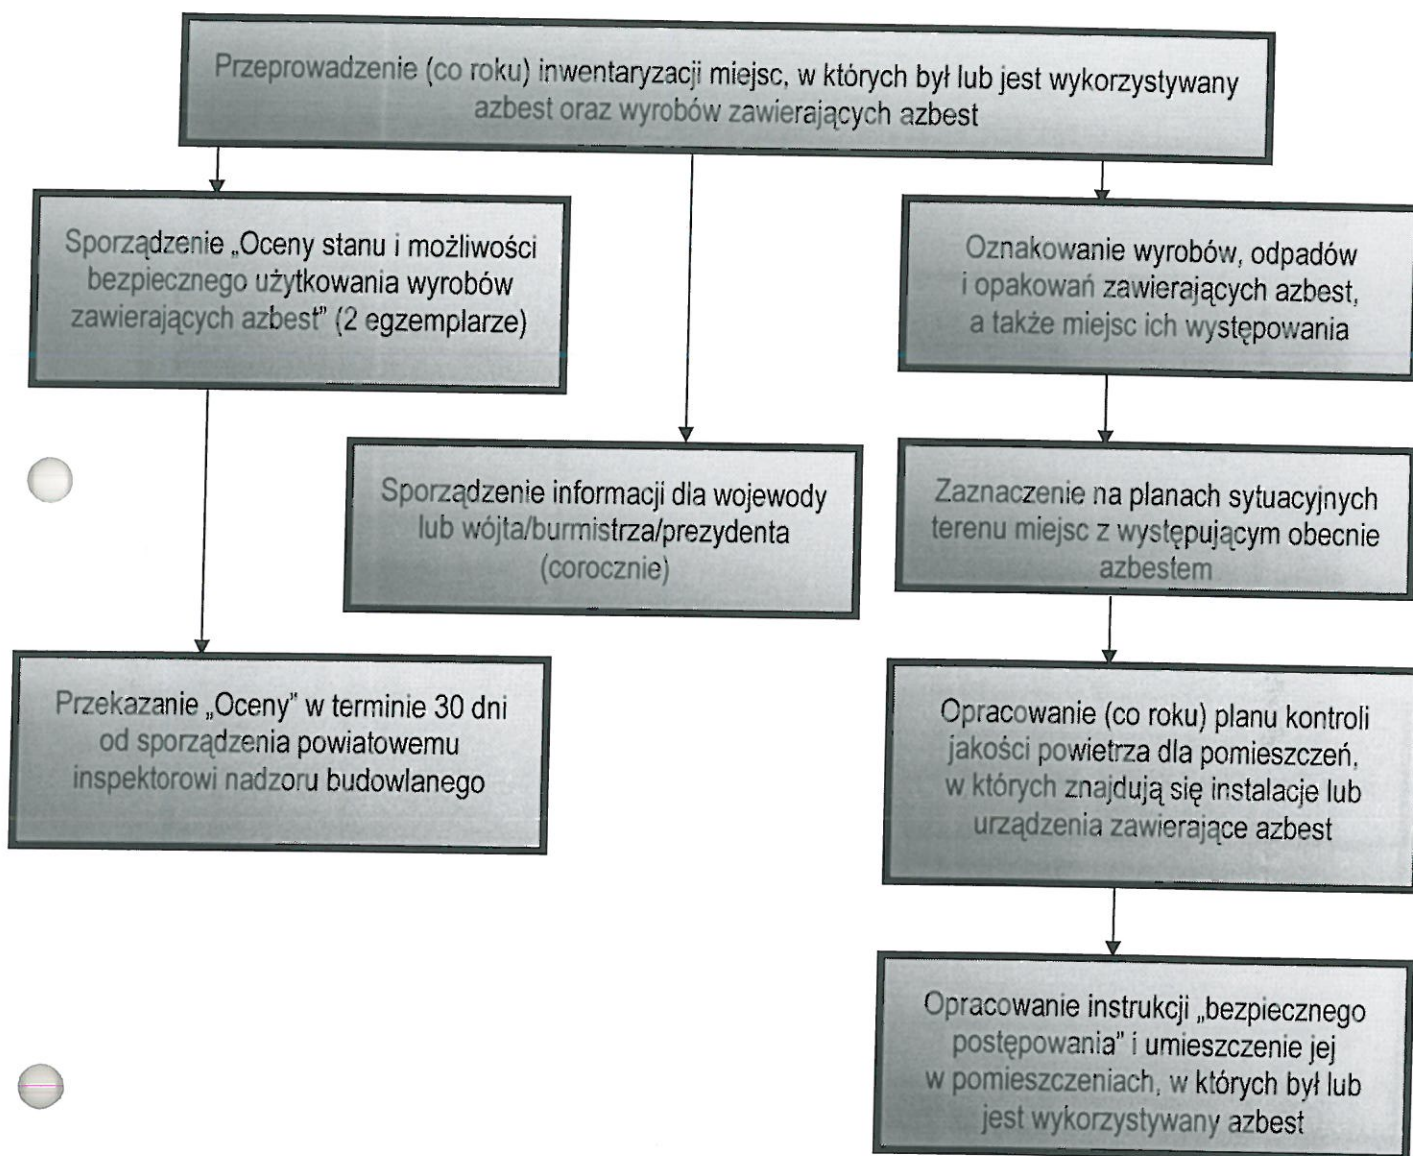 Przeprowadzenie (co roku) inwentaryzacji miejsc, w których był lub jest wykorzystywany
azbest oraz wyrobów zawierających azbest
Sporządzenie „Oceny stanu i możliwości
bezpiecznego użytkowania wyrobów
zawierających azbest” (2 egzemplarze)
Oznakowanie wyrobów, odpadów
i opakowań zawierających azbest,
a także miejsc ich występowania
Sporządzenie informacji dla wojewody
lub wójta/burmistrza/prezydenta
(corocznie)
Zaznaczenie na planach sytuacyjnych
terenu miejsc z występującym obecnie
azbestem
Przekazanie „Oceny” w terminie 30 dni
od sporządzenia powiatowemu
inspektorowi nadzoru budowlanego
Opracowanie (co roku) planu kontroli
jakości powietrza dla pomieszczeń,
w których znajdują się instalacje lub
urządzenia zawierające azbest
Opracowanie instrukcji „bezpiecznego
postępowania” i umieszczenie jej
w pomieszczeniach, w których był lub
jest wykorzystywany azbest